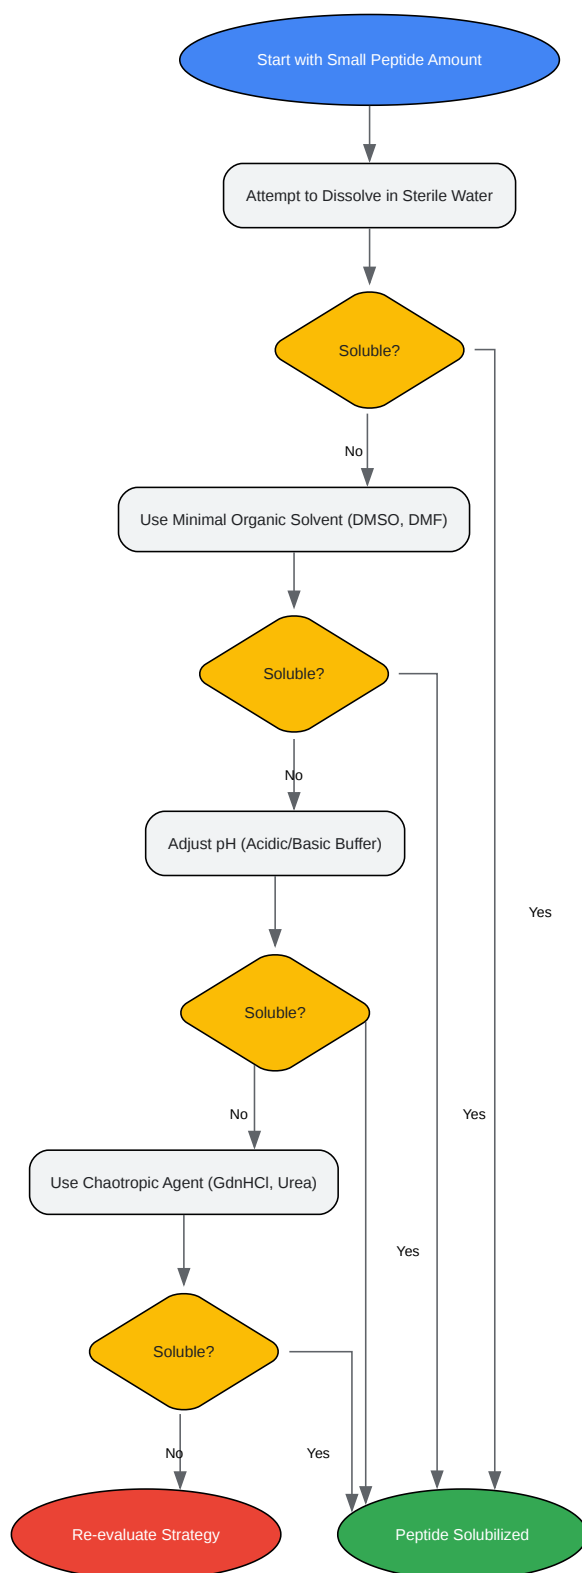 Start with Small Peptide Amount
Attempt to Dissolve in Sterile Water
Soluble?
No
Use Minimal Organic Solvent (DMSO, DMF)
Soluble?
No
Adjust pH (Acidic/Basic Buffer)
Yes
Soluble?
No
Yes
Use Chaotropic Agent (GdnHCl, Urea)
Yes
Soluble?
No
Yes
Re-evaluate Strategy
Peptide Solubilized